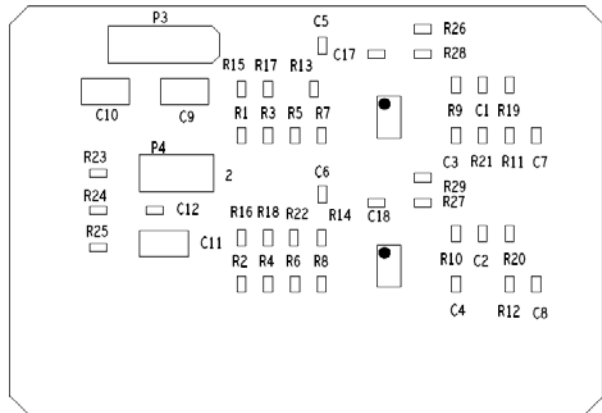 P3 C5 R26
C17 R28
R15 R17 R13
C10 C9 R1 R3 R5 R7 R9 C1 R19
P4
R23 C3 R21 R11 C7
2 C6
R29
R24 C12 R16 R18 R22 R14 C18 R27
R25 C11
R2 R4 R6 R8 R10 C2 R20
C4 R12 C8